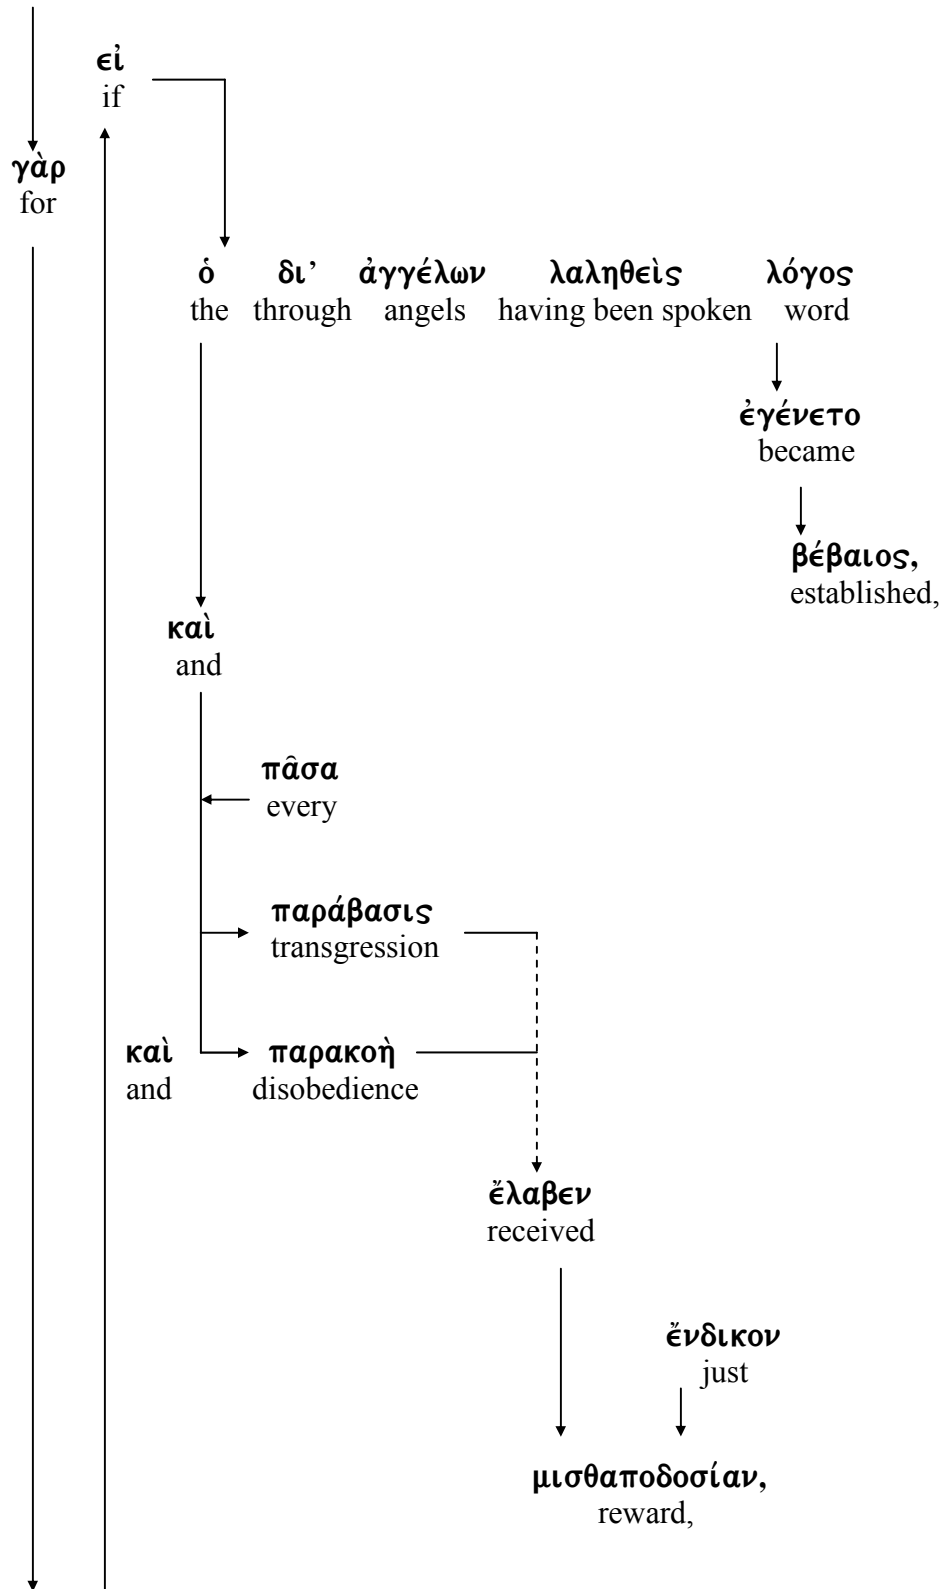 εἰ
if
γὰρ
for
ὁ δι’ ἀγγέλων λαληθεὶς λόγος
the through angels having been spoken word
ἐγένετο
became
βέβαιος,
established,
καὶ
and
πᾶσα
every
παράβασις
transgression
καὶ παρακοὴ
and disobedience
ἔλαβεν
received
ἔνδικον
just
μισθαποδοσίαν,
reward,